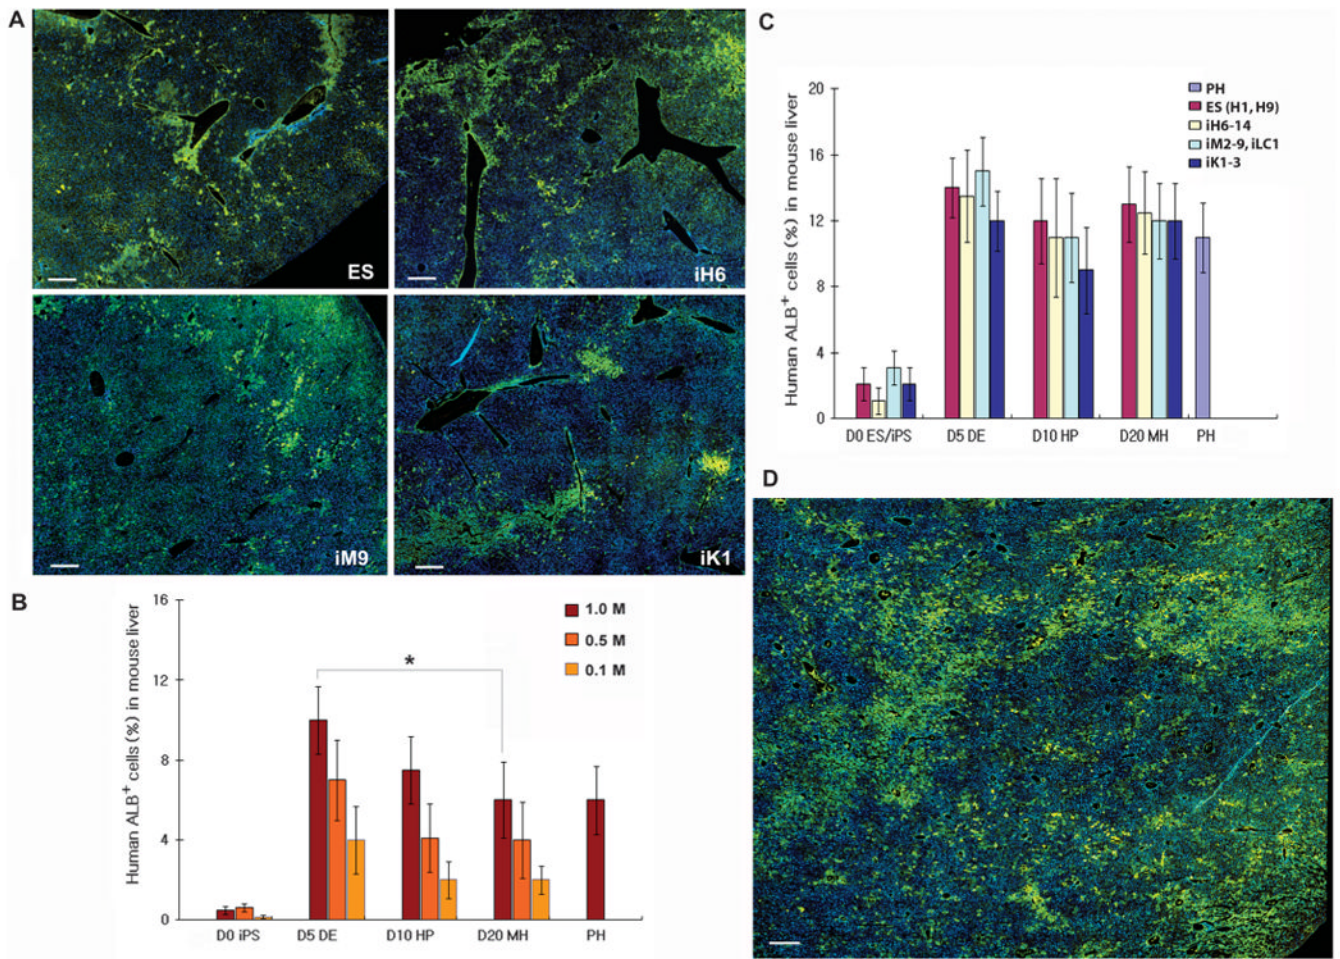 A
ES
iH6
iM9
iK1
B
Human ALB+ cells (%) in mouse liver
16
12
8
4
0
1.0 M
0.5 M
0.1 M
*
D0 iPS
D5 DE
D10 HP
D20 MH
PH
C
Human ALB+ cells (%) in mouse liver
20
16
12
8
4
0
PH
ES (H1, H9)
iH6-14
iM2-9, iLC1
iK1-3
D0 ES/iPS
D5 DE
D10 HP
D20 MH
PH
D